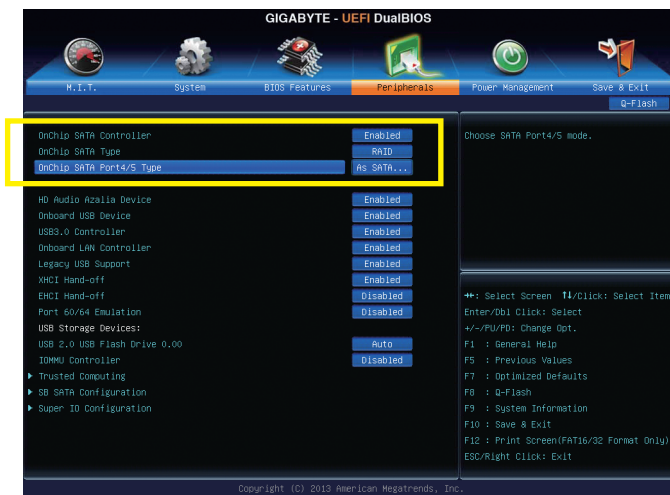 GIGABYTE - UEFI DualBIOS
M.I.T. System BIOS Features Peripherals Power Management Save & Exit
Q-Flash
OnChip SATA Controller Enabled
OnChip SATA Type RAID
OnChip SATA Port4/5 Type As SATA...
Choose SATA Port4/5 mode.
HD Audio Azalia Device Enabled
Onboard USB Device Enabled
USB3.0 Controller Enabled
Onboard LAN Controller Enabled
Legacy USB Support Enabled
XHCI Hand-off Enabled
EHCI Hand-off Disabled
Port 60/64 Emulation Disabled
USB Storage Devices:
USB 2.0 USB Flash Drive 0.00 Auto
IOMMU Controller Disabled
Trusted Computing
SB SATA Configuration
Super IO Configuration
→←: Select Screen ↑↓/Click: Select Item
Enter/Dbl Click: Select
+/-/PU/PD: Change Opt.
F1 : General Help
F5 : Previous Values
F7 : Optimized Defaults
F8 : Q-Flash
F9 : System Information
F10 : Save & Exit
F12 : Print Screen(FAT16/32 Format Only)
ESC/Right Click: Exit
Copyright (C) 2013 American Megatrends, Inc.